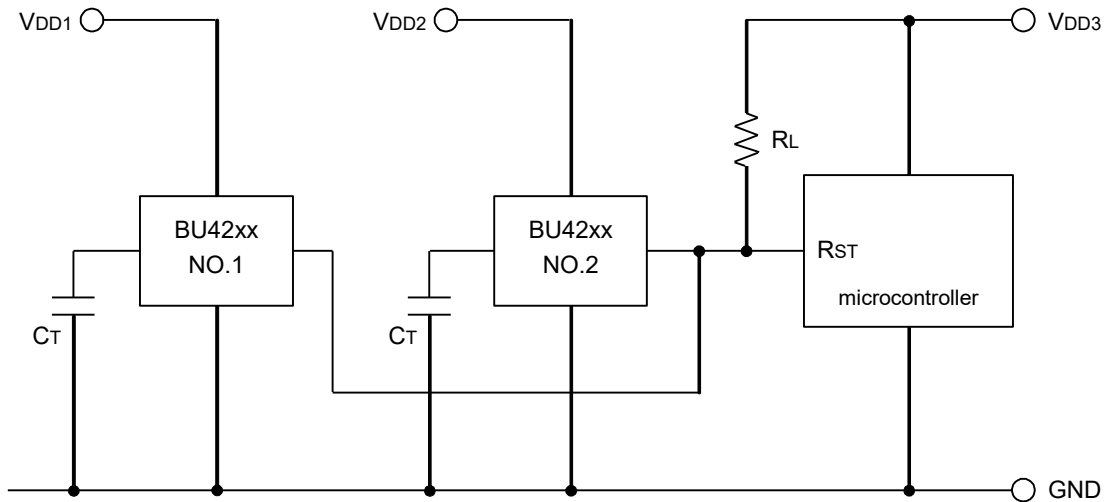 VDD1
VDD2
VDD3
RL
BU42xx
NO.1
BU42xx
NO.2
RST
microcontroller
CT
CT
GND